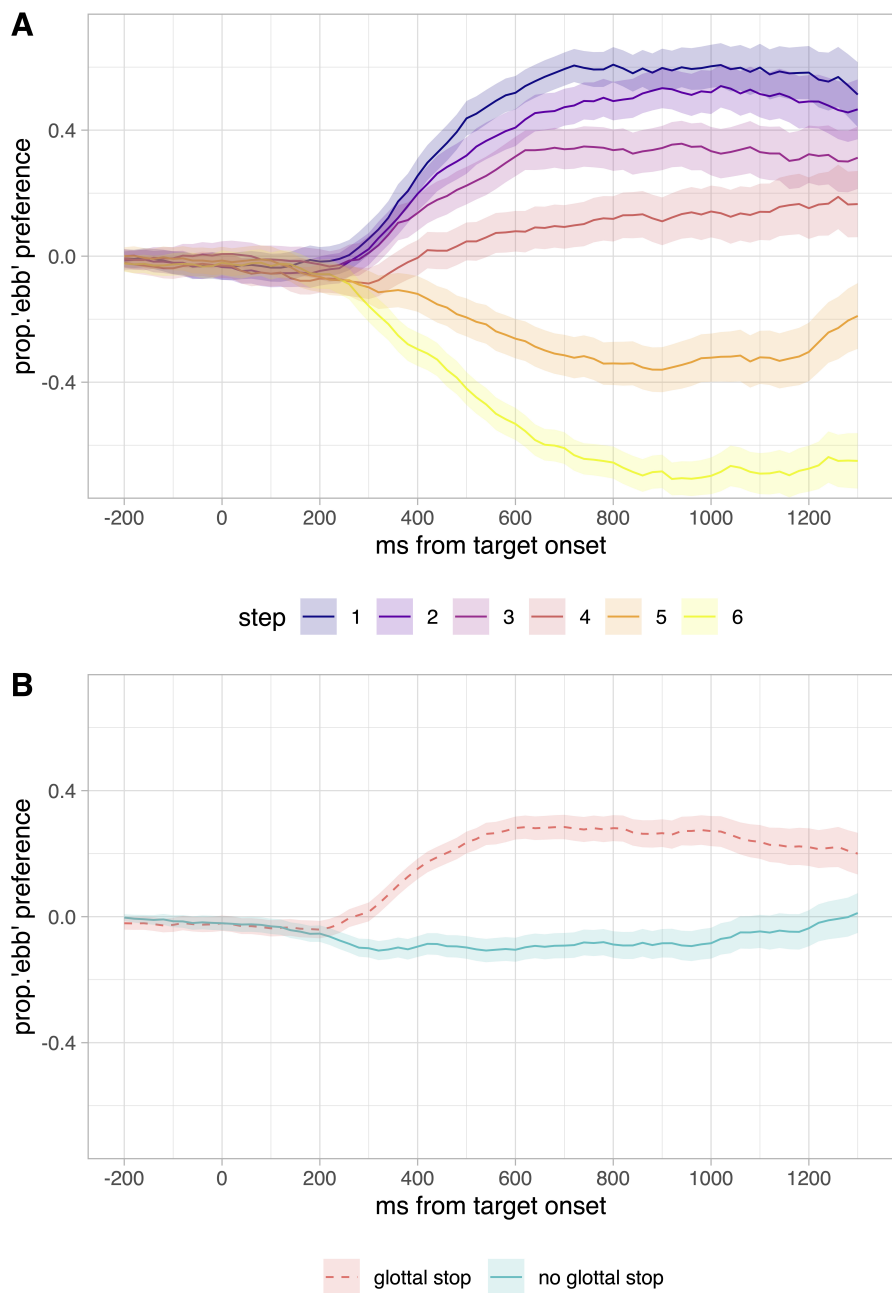 A
prop.'ebb' preference
0.4
0.0
-0.4
-200 0 200 400 600 800 1000 1200
ms from target onset
step 1 2 3 4 5 6
B
prop.'ebb' preference
0.4
0.0
-0.4
-200 0 200 400 600 800 1000 1200
ms from target onset
glottal stop no glottal stop